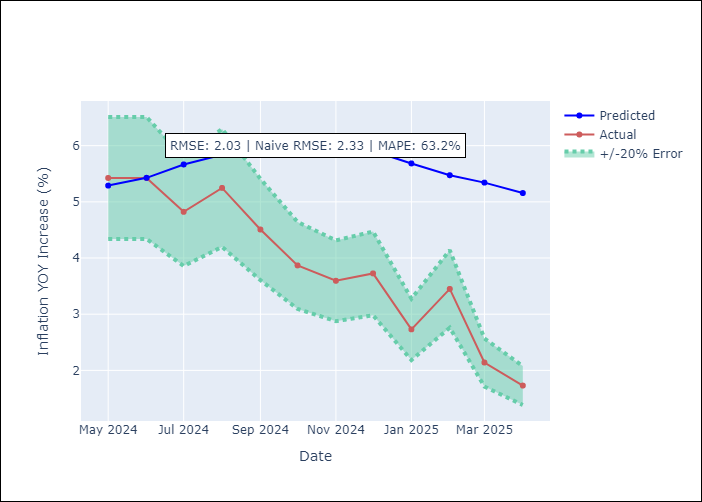 RMSE: 2.03 | Naive RMSE: 2.33 | MAPE: 63.2%
Predicted
Actual
+/-20% Error
6
5
4
3
2
Inflation YOY Increase (%)
May 2024
Jul 2024
Sep 2024
Nov 2024
Jan 2025
Mar 2025
Date